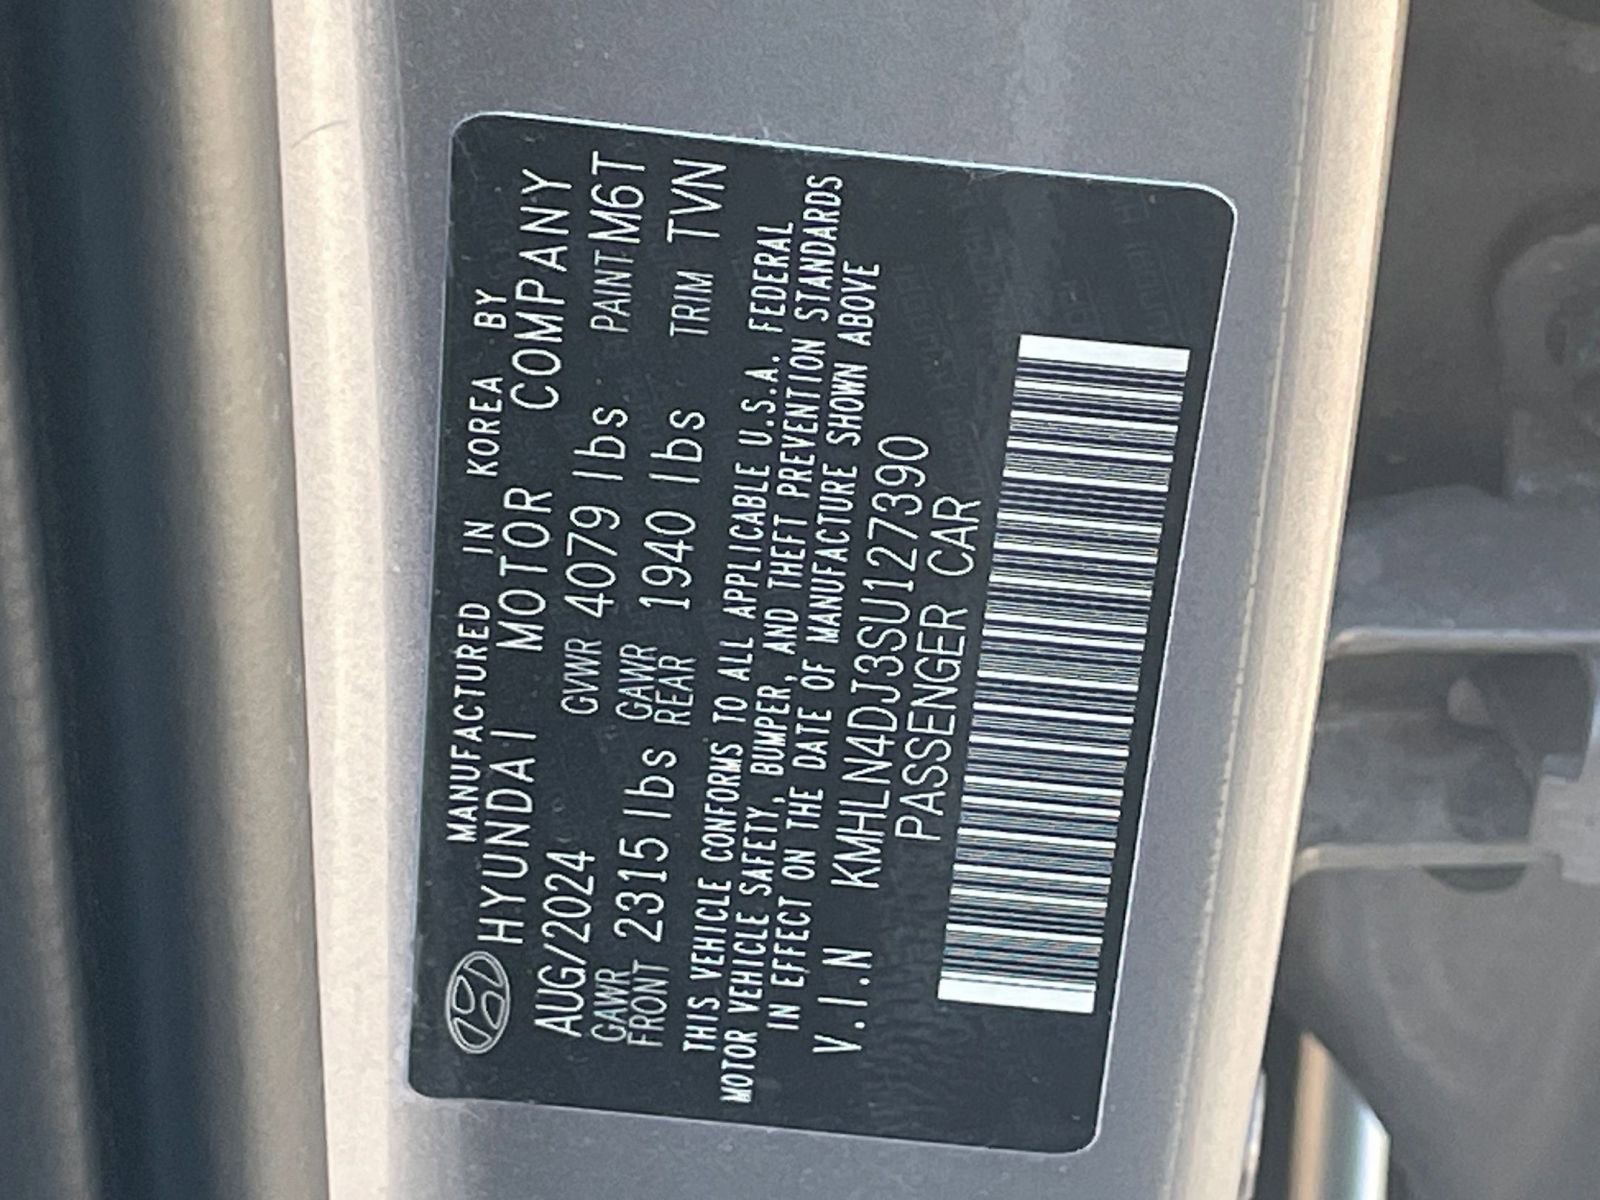 MANUFACTURED IN KOREA BY
HYUNDAI MOTOR COMPANY
AUG/2024 GVWR 4079 lbs PAINT M6T
GAWR FRONT 2315 lbs GAWR REAR 1940 lbs TRIM TVN
THIS VEHICLE CONFORMS TO ALL APPLICABLE U.S.A. FEDERAL
MOTOR VEHICLE SAFETY, BUMPER, AND THEFT PREVENTION STANDARDS
IN EFFECT ON THE DATE OF MANUFACTURE SHOWN ABOVE
V.I.N KMHLN4DJ3SU127390
PASSENGER CAR